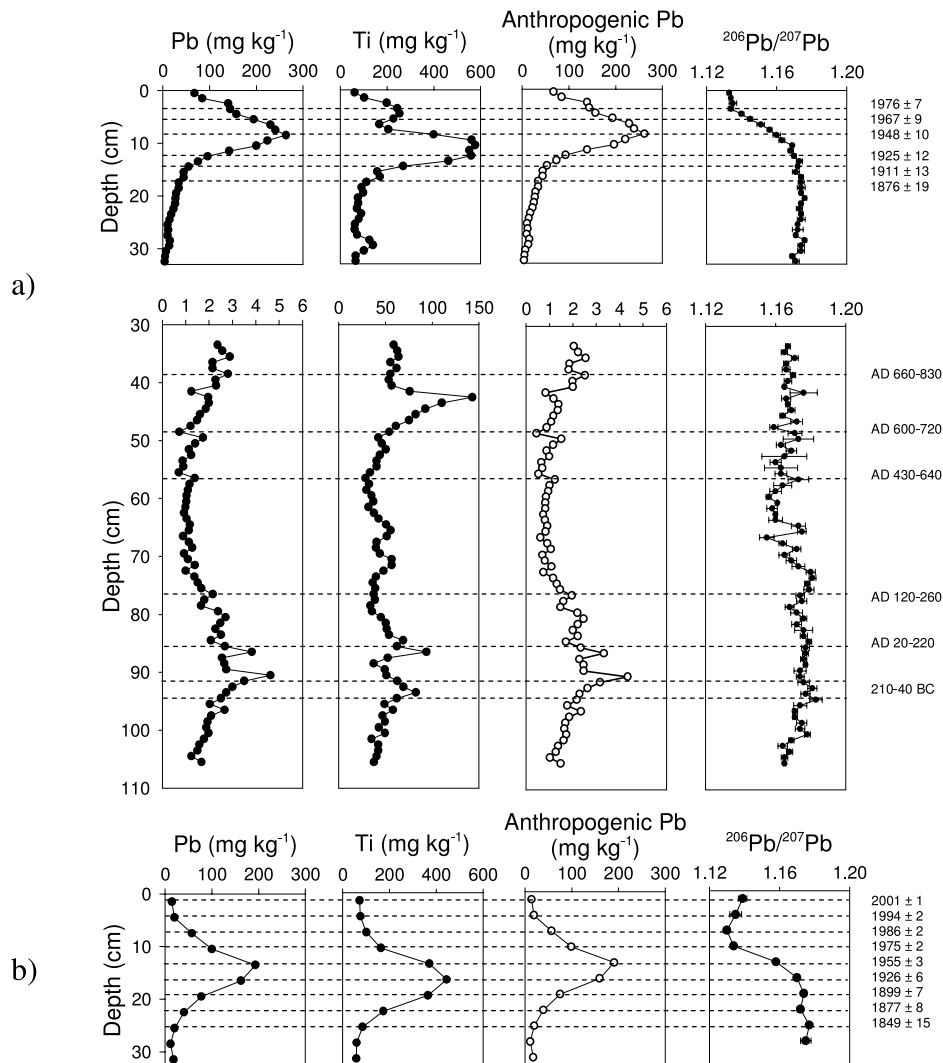 Pb (mg kg-1)
Ti (mg kg-1)
Anthropogenic Pb
(mg kg-1)
206Pb/207Pb
0 100 200 300
0 200 400 600
0 100 200 300
1.12 1.16 1.20
0
10
20
30
Depth (cm)
1976 ± 7
1967 ± 9
1948 ± 10
1925 ± 12
1911 ± 13
1876 ± 19
a)
0 1 2 3 4 5 6
0 50 100 150
0 1 2 3 4 5 6
1.12 1.16 1.20
30
40
50
60
70
80
90
100
110
Depth (cm)
AD 660-830
AD 600-720
AD 430-640
AD 120-260
AD 20-220
210-40 BC
Pb (mg kg-1)
Ti (mg kg-1)
Anthropogenic Pb
(mg kg-1)
206Pb/207Pb
0 100 200 300
0 200 400 600
0 100 200 300
1.12 1.16 1.20
0
10
20
30
Depth (cm)
2001 ± 1
1994 ± 2
1986 ± 2
1975 ± 2
1955 ± 3
1926 ± 6
1899 ± 7
1877 ± 8
1849 ± 15
b)